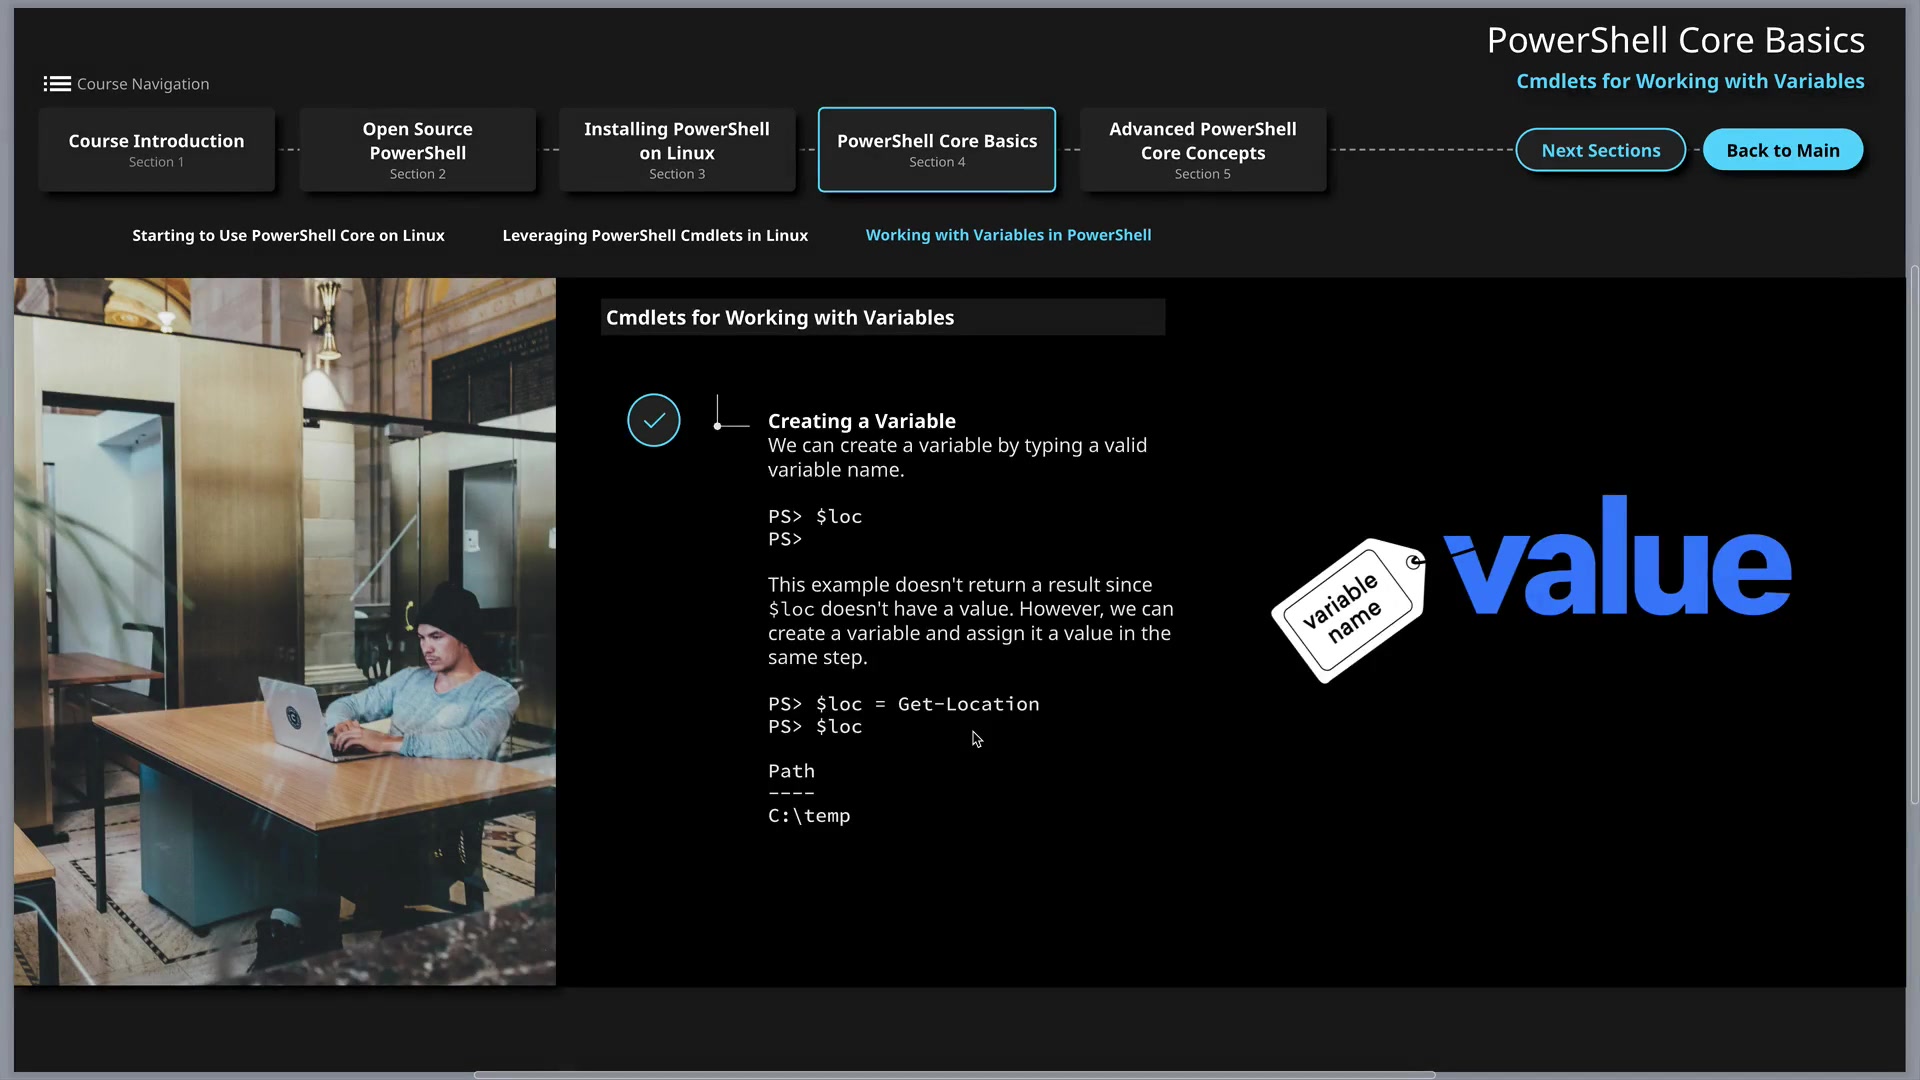 PowerShell Core Basics
Cmdlets for Working with Variables
Course Navigation
Course Introduction
Section 1
Open Source
PowerShell
Section 2
Installing PowerShell
on Linux
Section 3
PowerShell Core Basics
Section 4
Advanced PowerShell
Core Concepts
Section 5
Next Sections
Back to Main
Starting to Use PowerShell Core on Linux
Leveraging PowerShell Cmdlets in Linux
Working with Variables in PowerShell
Cmdlets for Working with Variables
Creating a Variable
We can create a variable by typing a valid
variable name.
PS> $loc
PS>
This example doesn't return a result since
$loc doesn't have a value. However, we can
create a variable and assign it a value in the
same step.
PS> $loc = Get-Location
PS> $loc
Path
----
C:\temp
variable
name
value